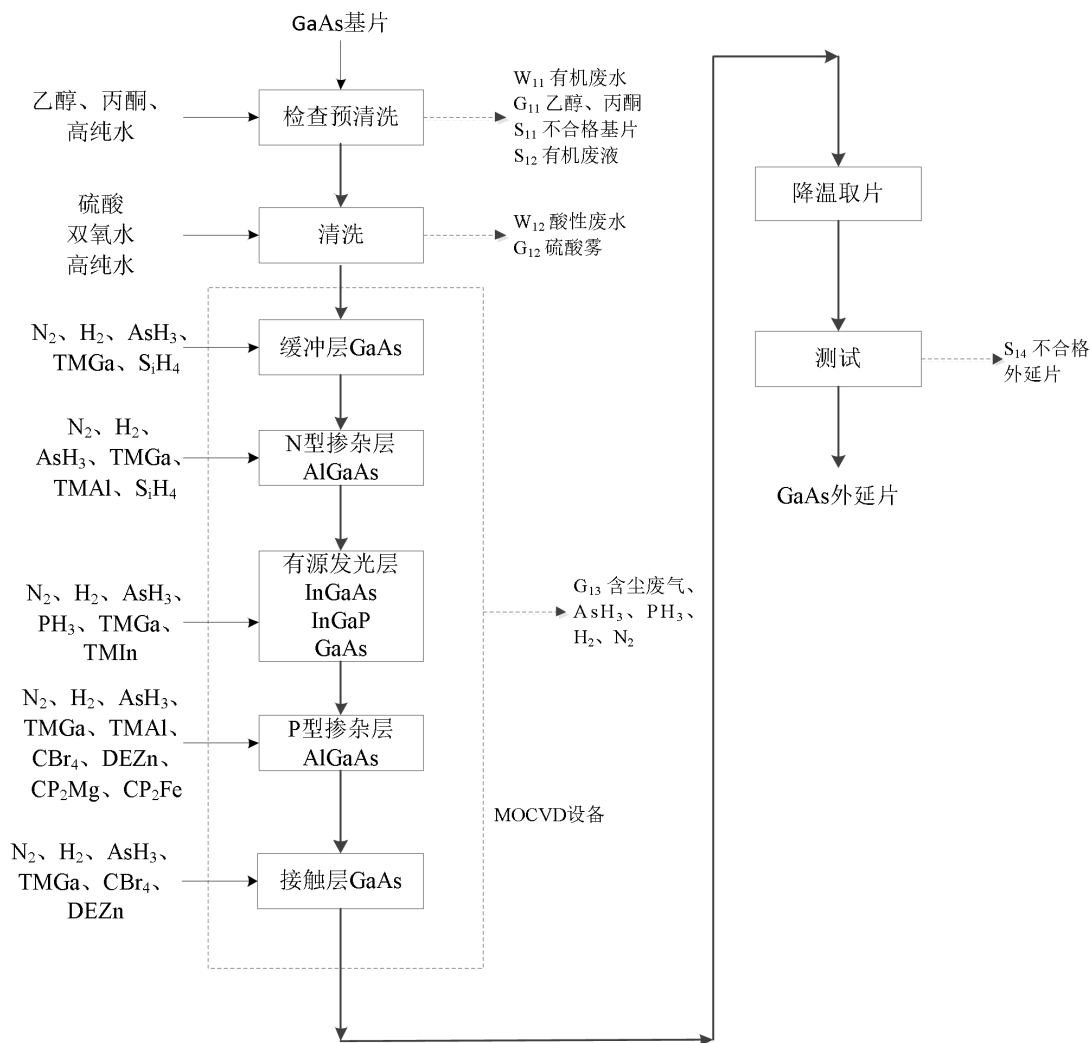 GaAs基片
乙醇、丙酮、
高纯水
检查预清洗
W₁₁ 有机废水
G₁₁ 乙醇、丙酮
S₁₁ 不合格基片
S₁₂ 有机废液
硫酸
双氧水
高纯水
清洗
W₁₂ 酸性废水
G₁₂ 硫酸雾
N₂、H₂、AsH₃、
TMGa、SᵢH₄
缓冲层GaAs
N₂、H₂、
AsH₃、TMGa、
TMAl、SᵢH₄
N型掺杂层
AlGaAs
N₂、H₂、AsH₃、
PH₃、TMGa、
TMIn
有源发光层
InGaAs
InGaP
GaAs
G₁₃ 含尘废气、
AsH₃、PH₃、
H₂、N₂
N₂、H₂、AsH₃、
TMGa、TMAl、
CBr₄、DEZn、
CP₂Mg、CP₂Fe
P型掺杂层
AlGaAs
MOCVD设备
N₂、H₂、AsH₃、
TMGa、CBr₄、
DEZn
接触层GaAs
降温取片
测试
S₁₄ 不合格
外延片
GaAs外延片